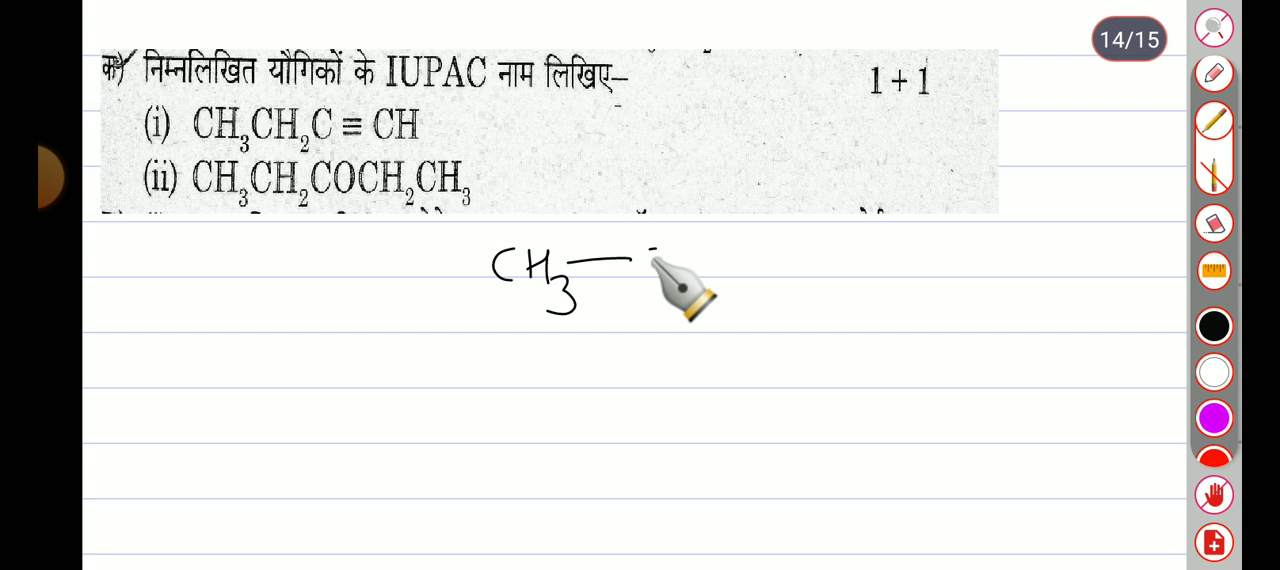 14/15
क) निम्नलिखित यौगिकों के IUPAC नाम लिखिए– 1 + 1
(i) CH₃CH₂C ≡ CH
(ii) CH₃CH₂COCH₂CH₃
CH₃—